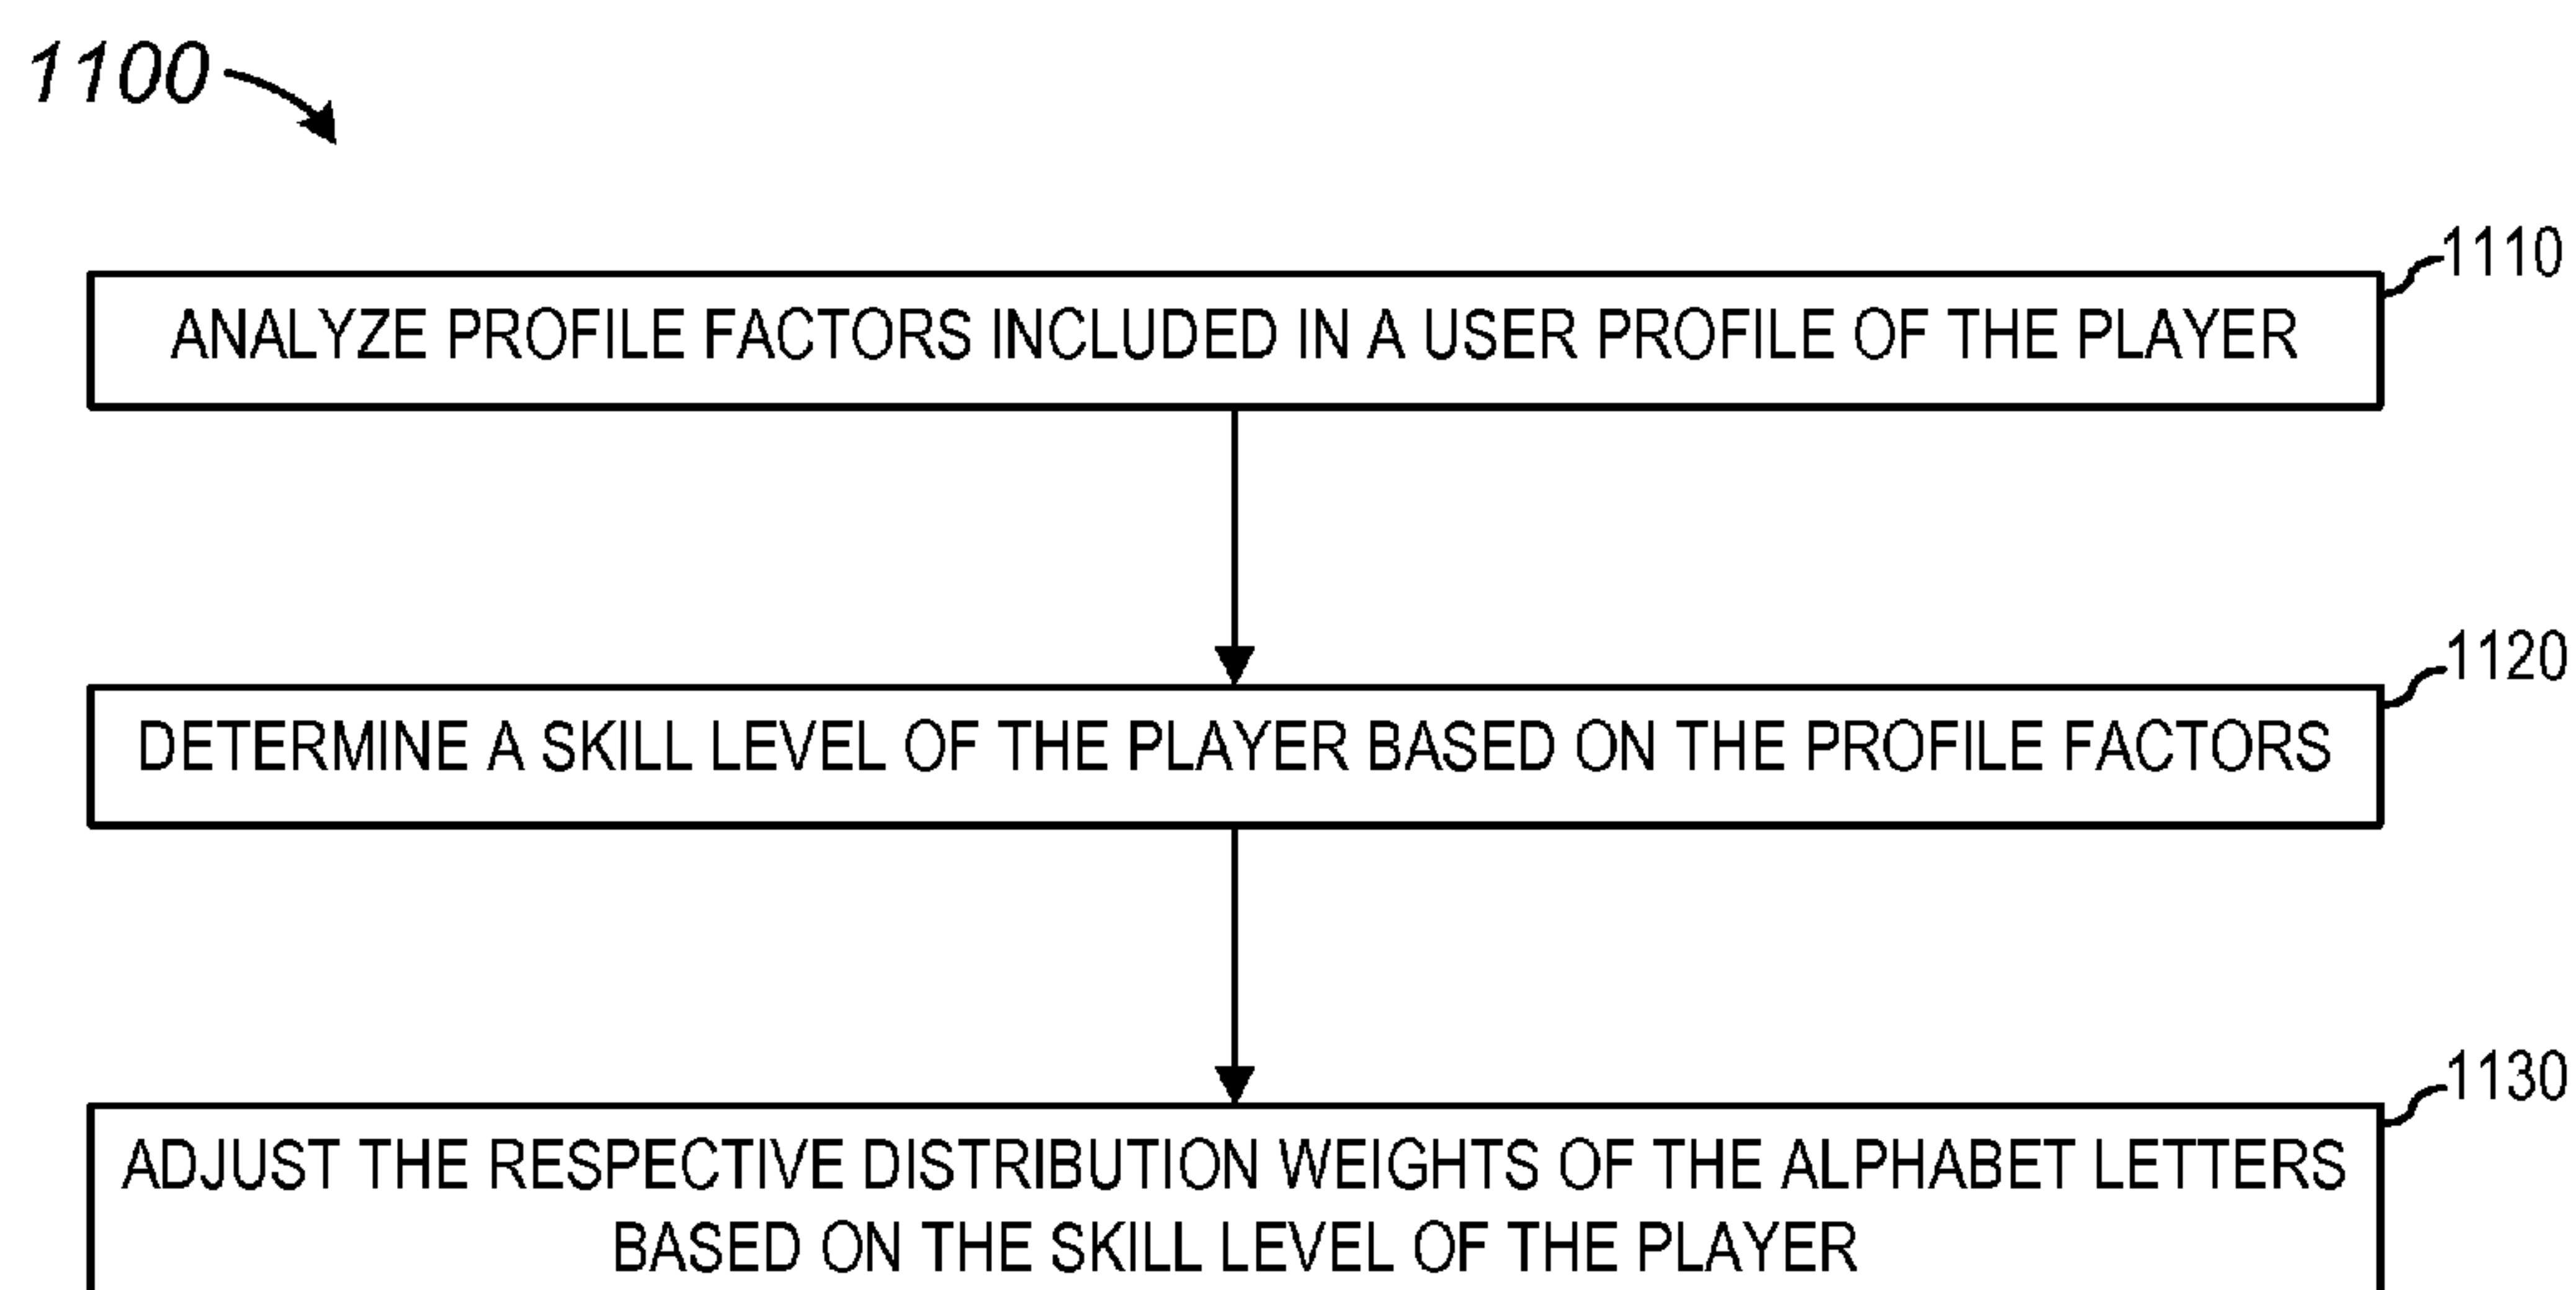 1100
1110
ANALYZE PROFILE FACTORS INCLUDED IN A USER PROFILE OF THE PLAYER
1120
DETERMINE A SKILL LEVEL OF THE PLAYER BASED ON THE PROFILE FACTORS
1130
ADJUST THE RESPECTIVE DISTRIBUTION WEIGHTS OF THE ALPHABET LETTERS
BASED ON THE SKILL LEVEL OF THE PLAYER